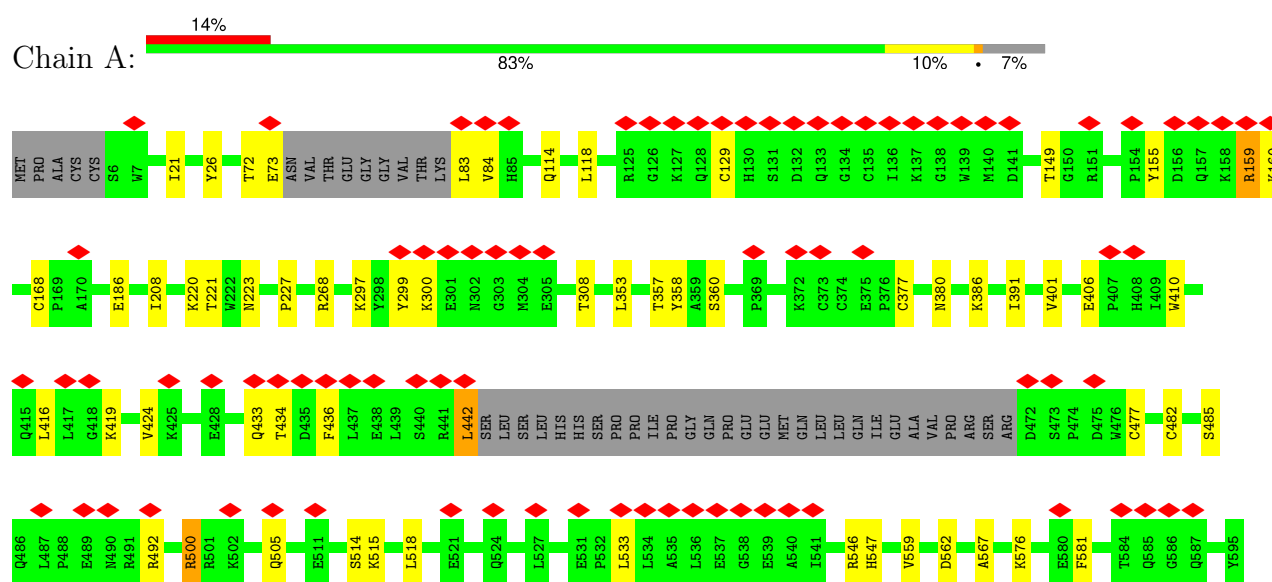 14%
Chain A:
83% 10% • 7%
MET PRO ALA CYS CYS S6 W7 I21 Y26 T72 E73 ASN VAL THR GLU GLY GLY VAL THR LYS L83 V84 H85 Q114 L118 R125 G126 K127 Q128 C129 H130 S131 D132 Q133 G134 C135 I136 K137 G138 W139 M140 D141 T149 G150 R151 P154 Y155 D156 Q157 K158 R159 K160
C168 P169 A170 E186 I208 K220 T221 W222 N223 P227 R268 K297 Y298 Y299 K300 E301 N302 G303 M304 E305 T308 L353 T357 Y358 A359 S360 P369 K372 C373 C374 E375 P376 C377 N380 K386 I391 V401 E406 P407 H408 I409 W410
Q415 L416 L417 G418 K419 V424 K425 E428 Q433 T434 D435 F436 L437 E438 L439 S440 R441 L442 SER LEU SER LEU HIS HIS SER PRO PRO ILE PRO GLY GLN PRO GLU GLU MET GLN LEU LEU GLN ILE GLU ALA VAL PRO ARG SER ARG D472 S473 P474 D475 W476 C477 C482 S485
Q486 L487 P488 E489 N490 R491 R492 R500 R501 K502 Q505 E511 S514 K515 L518 E521 Q524 L527 E531 P532 L533 L534 A535 L536 E537 G538 E539 A540 I541 R546 H547 V559 D562 A567 K576 E580 F581 T584 Q585 G586 Q587 Y595